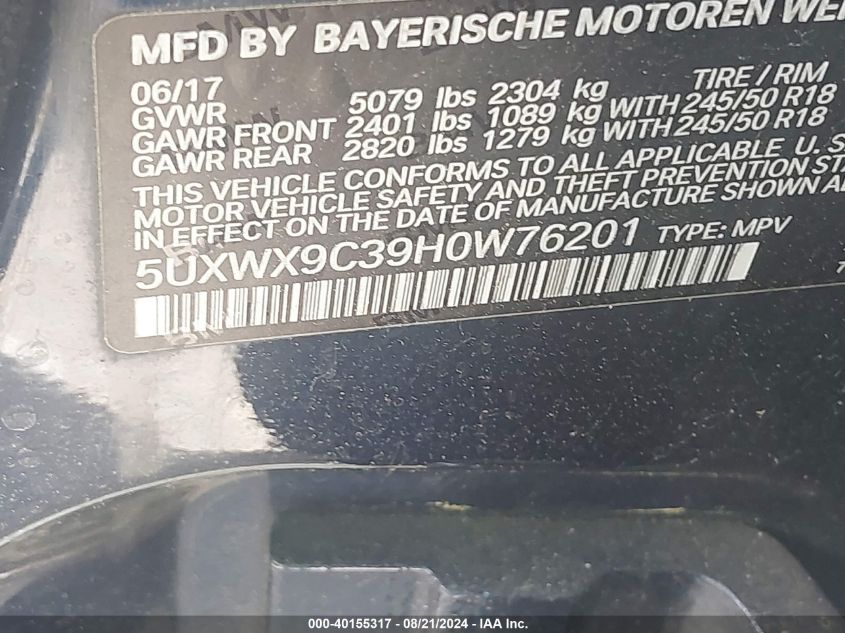 MFD BY BAYERISCHE MOTOREN
06/17 TIRE / RIM
GVWR 5079 lbs 2304 kg
GAWR FRONT 2401 lbs 1089 kg WITH 245/50 R18
GAWR REAR 2820 lbs 1279 kg WITH 245/50 R18
THIS VEHICLE CONFORMS TO ALL APPLICABLE U.S
MOTOR VEHICLE SAFETY AND THEFT PREVENTION
IN EFFECT ON THE DATE OF MANUFACTURE SHOWN
5UXWX9C39H0W76201 TYPE: MPV
000-40155317 - 08/21/2024 - IAA Inc.